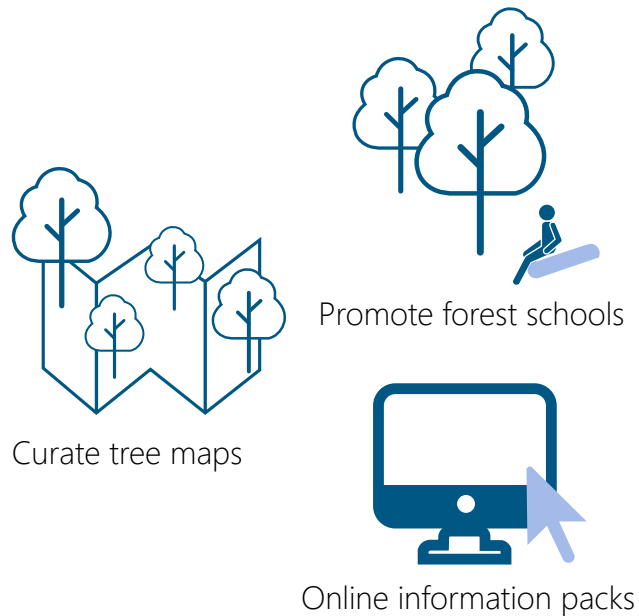 Promote forest schools
Curate tree maps
Online information packs